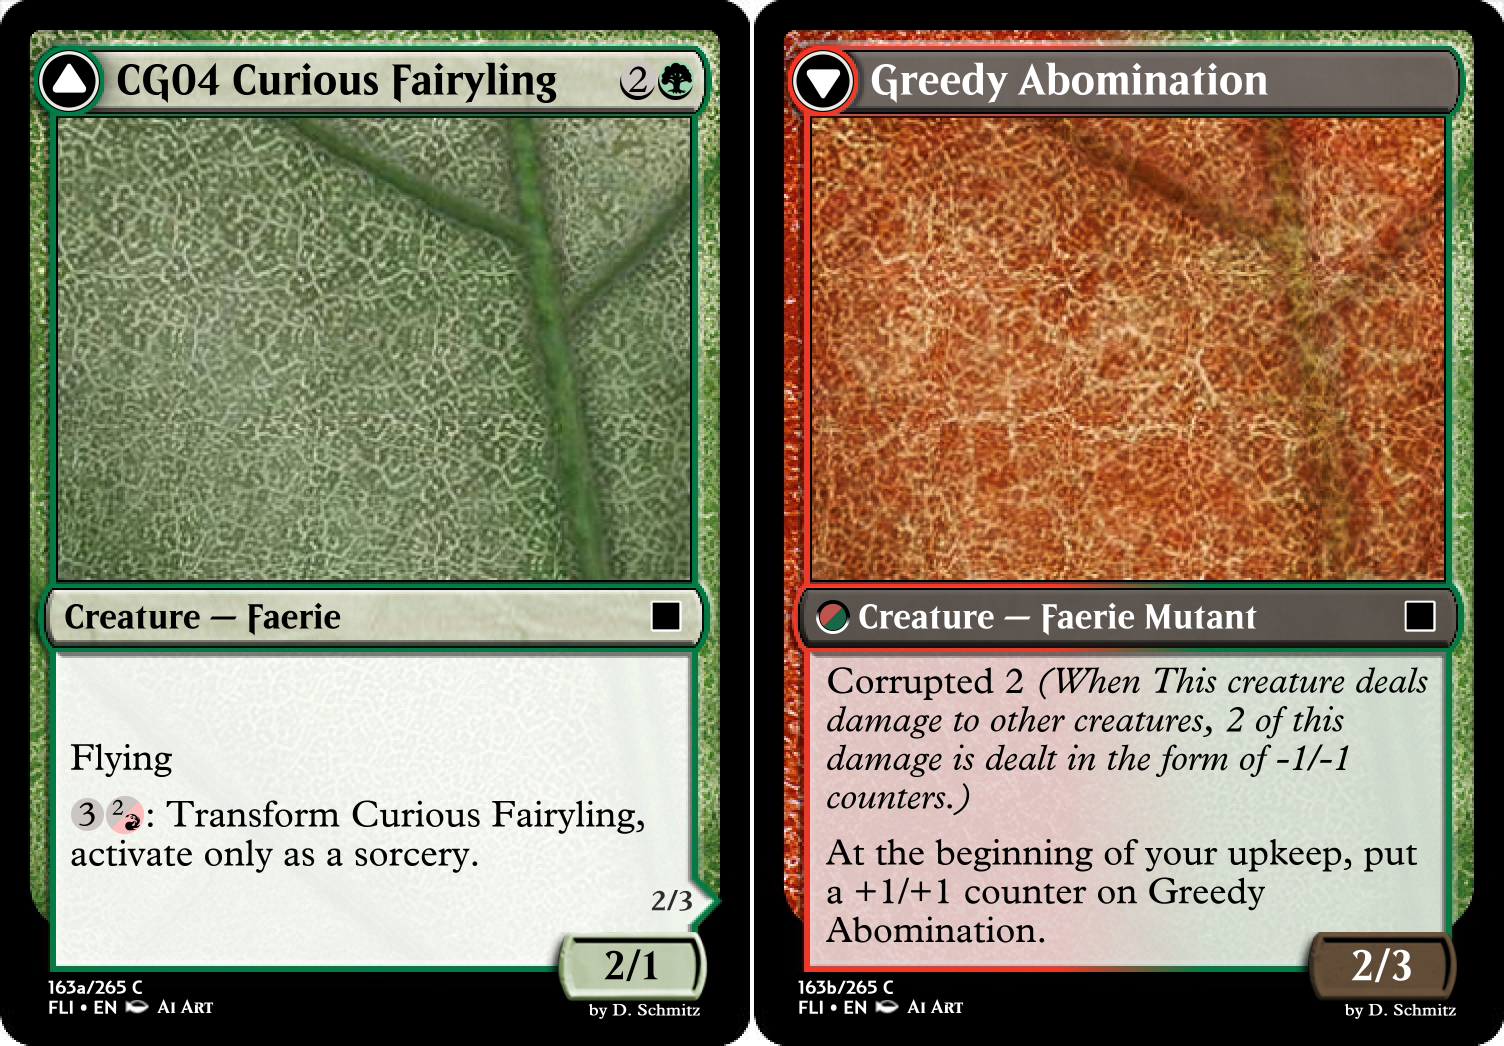 CG04 Curious Fairyling 2
Creature — Faerie
Flying
3 2: Transform Curious Fairyling,
activate only as a sorcery.
2/3
2/1
163a/265 C
FLI • EN AI ART
by D. Schmitz
Greedy Abomination
Creature — Faerie Mutant
Corrupted 2 (When This creature deals
damage to other creatures, 2 of this
damage is dealt in the form of -1/-1
counters.)
At the beginning of your upkeep, put
a +1/+1 counter on Greedy
Abomination.
2/3
163b/265 C
FLI • EN AI ART
by D. Schmitz